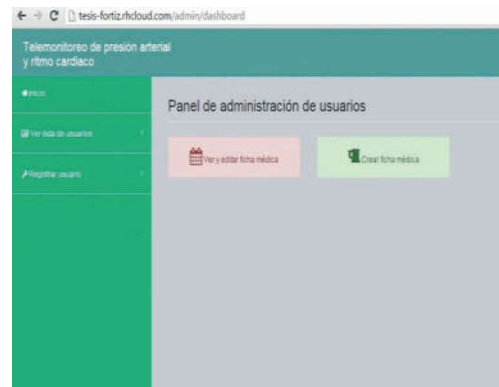 tesis-fortiz.rhcloud.com/admin/dashboard
Telemonitoreo de presión arterial
y ritmo cardiaco
Inicio
Panel de administración de usuarios
Ver lista de usuarios
Ver y editar ficha médica
Crear ficha médica
Registrar usuario